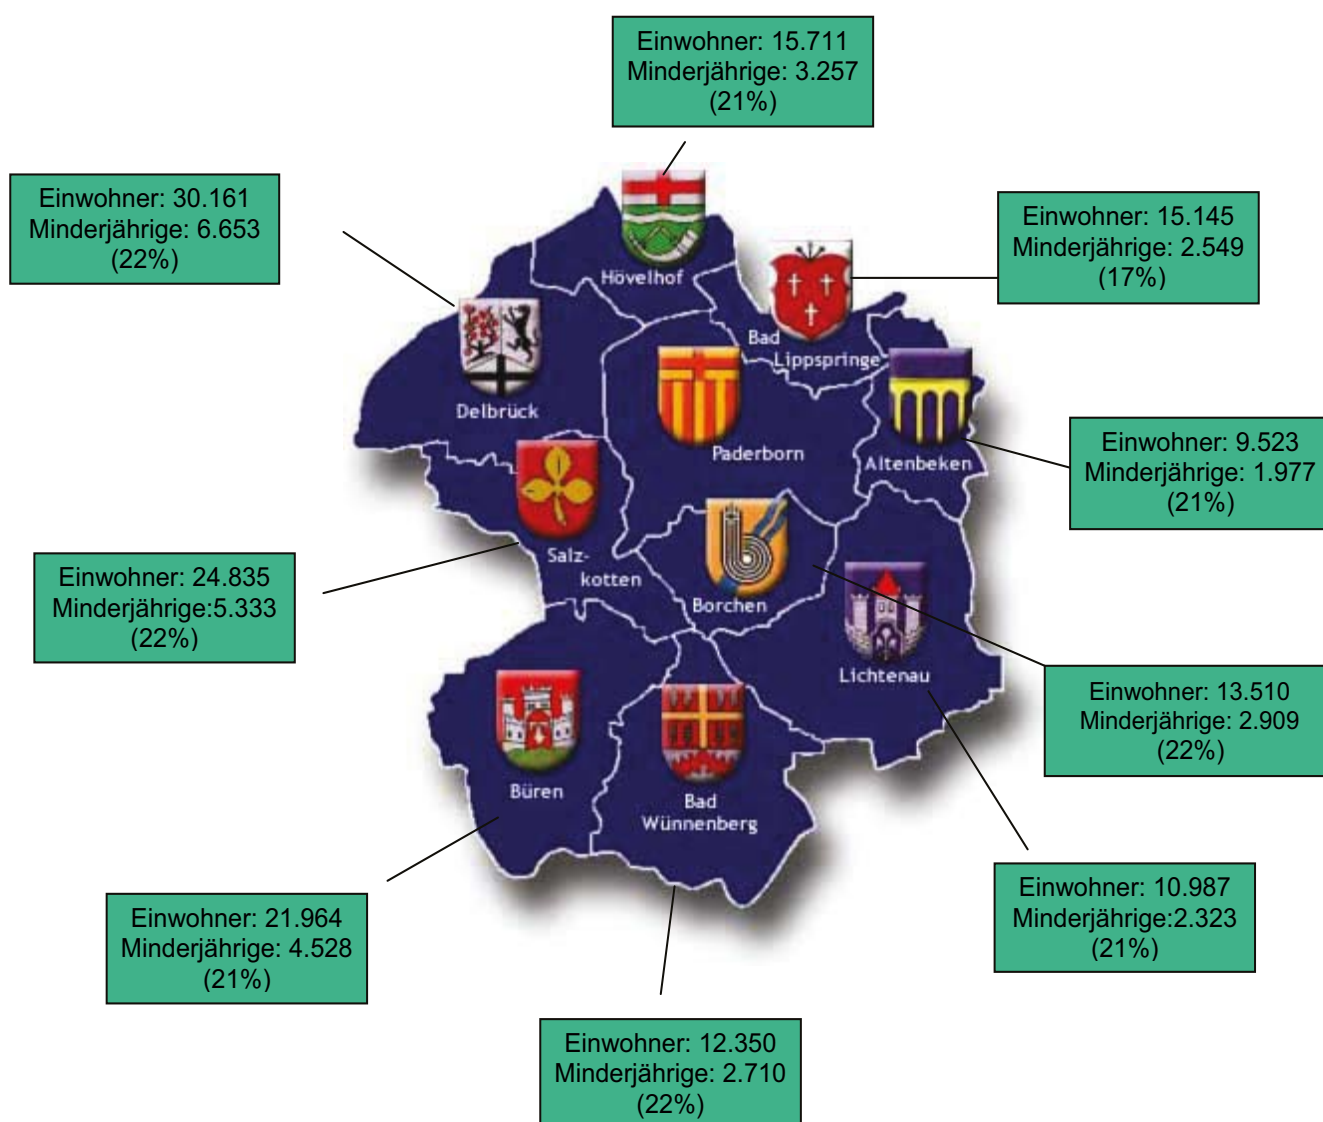 Einwohner: 15.711
Minderjährige: 3.257
(21%)
Einwohner: 30.161
Minderjährige: 6.653
(22%)
Einwohner: 15.145
Minderjährige: 2.549
(17%)
Hövelhof
Bad
Lippspringe
Delbrück
Paderborn
Altenbeken
Einwohner: 9.523
Minderjährige: 1.977
(21%)
Salz-
kotten
Borchen
Lichtenau
Einwohner: 24.835
Minderjährige:5.333
(22%)
Einwohner: 13.510
Minderjährige: 2.909
(22%)
Büren
Bad
Wünnenberg
Einwohner: 21.964
Minderjährige: 4.528
(21%)
Einwohner: 10.987
Minderjährige:2.323
(21%)
Einwohner: 12.350
Minderjährige: 2.710
(22%)